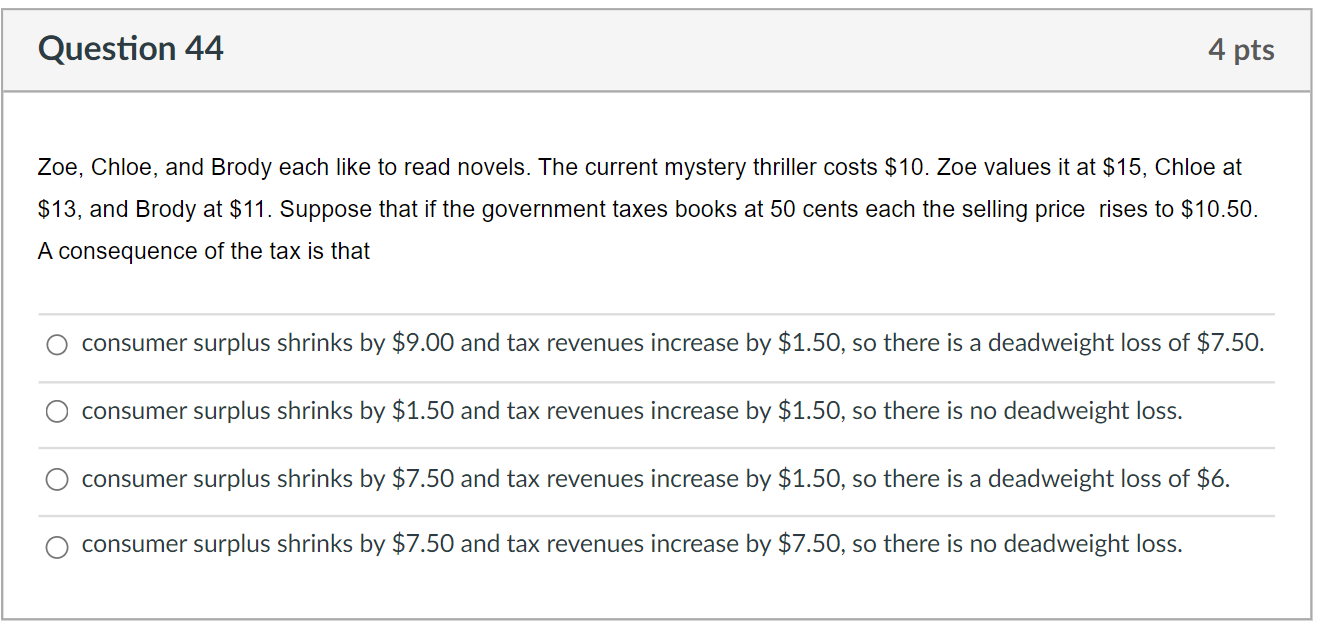 Question 44
4 pts
Zoe, Chloe, and Brody each like to read novels. The current mystery thriller costs $10. Zoe values it at $15, Chloe at
$13, and Brody at $11. Suppose that if the government taxes books at 50 cents each the selling price  rises to $10.50.
A consequence of the tax is that
consumer surplus shrinks by $9.00 and tax revenues increase by $1.50, so there is a deadweight loss of $7.50.
consumer surplus shrinks by $1.50 and tax revenues increase by $1.50, so there is no deadweight loss.
consumer surplus shrinks by $7.50 and tax revenues increase by $1.50, so there is a deadweight loss of $6.
consumer surplus shrinks by $7.50 and tax revenues increase by $7.50, so there is no deadweight loss.